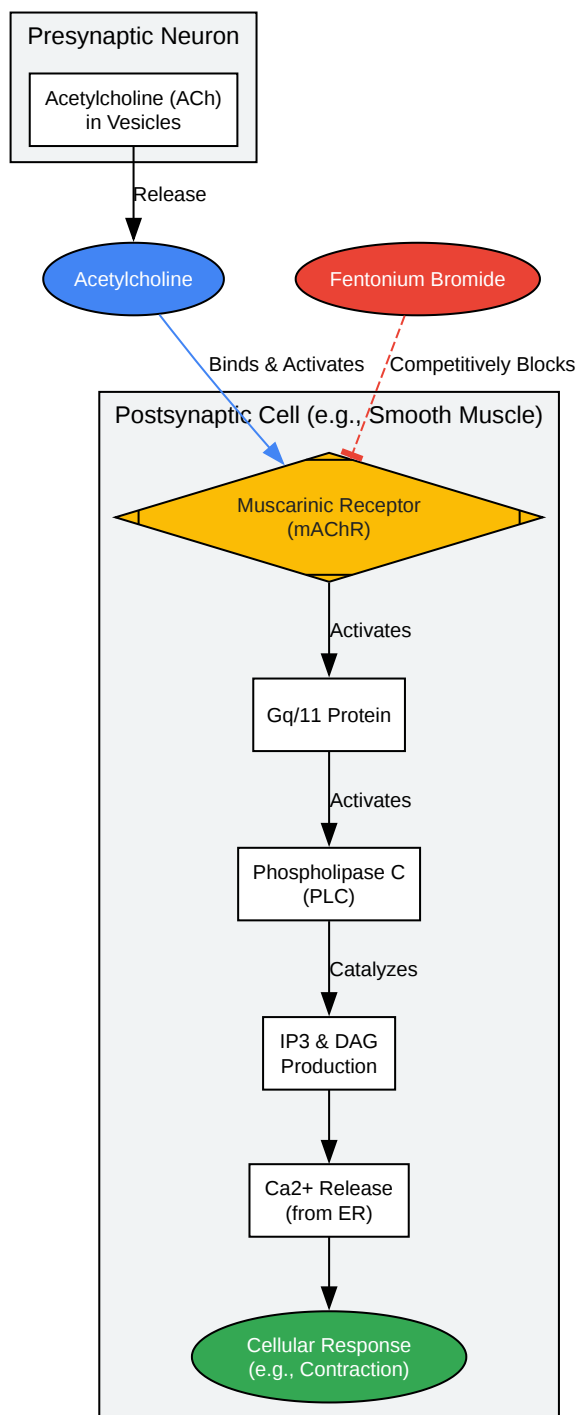 Presynaptic Neuron
Acetylcholine (ACh)
in Vesicles
Release
Acetylcholine
Fentonium Bromide
Binds & Activates
Competitively Blocks
Postsynaptic Cell (e.g., Smooth Muscle)
Muscarinic Receptor
(mAChR)
Activates
Gq/11 Protein
Activates
Phospholipase C
(PLC)
Catalyzes
IP3 & DAG
Production
Ca2+ Release
(from ER)
Cellular Response
(e.g., Contraction)